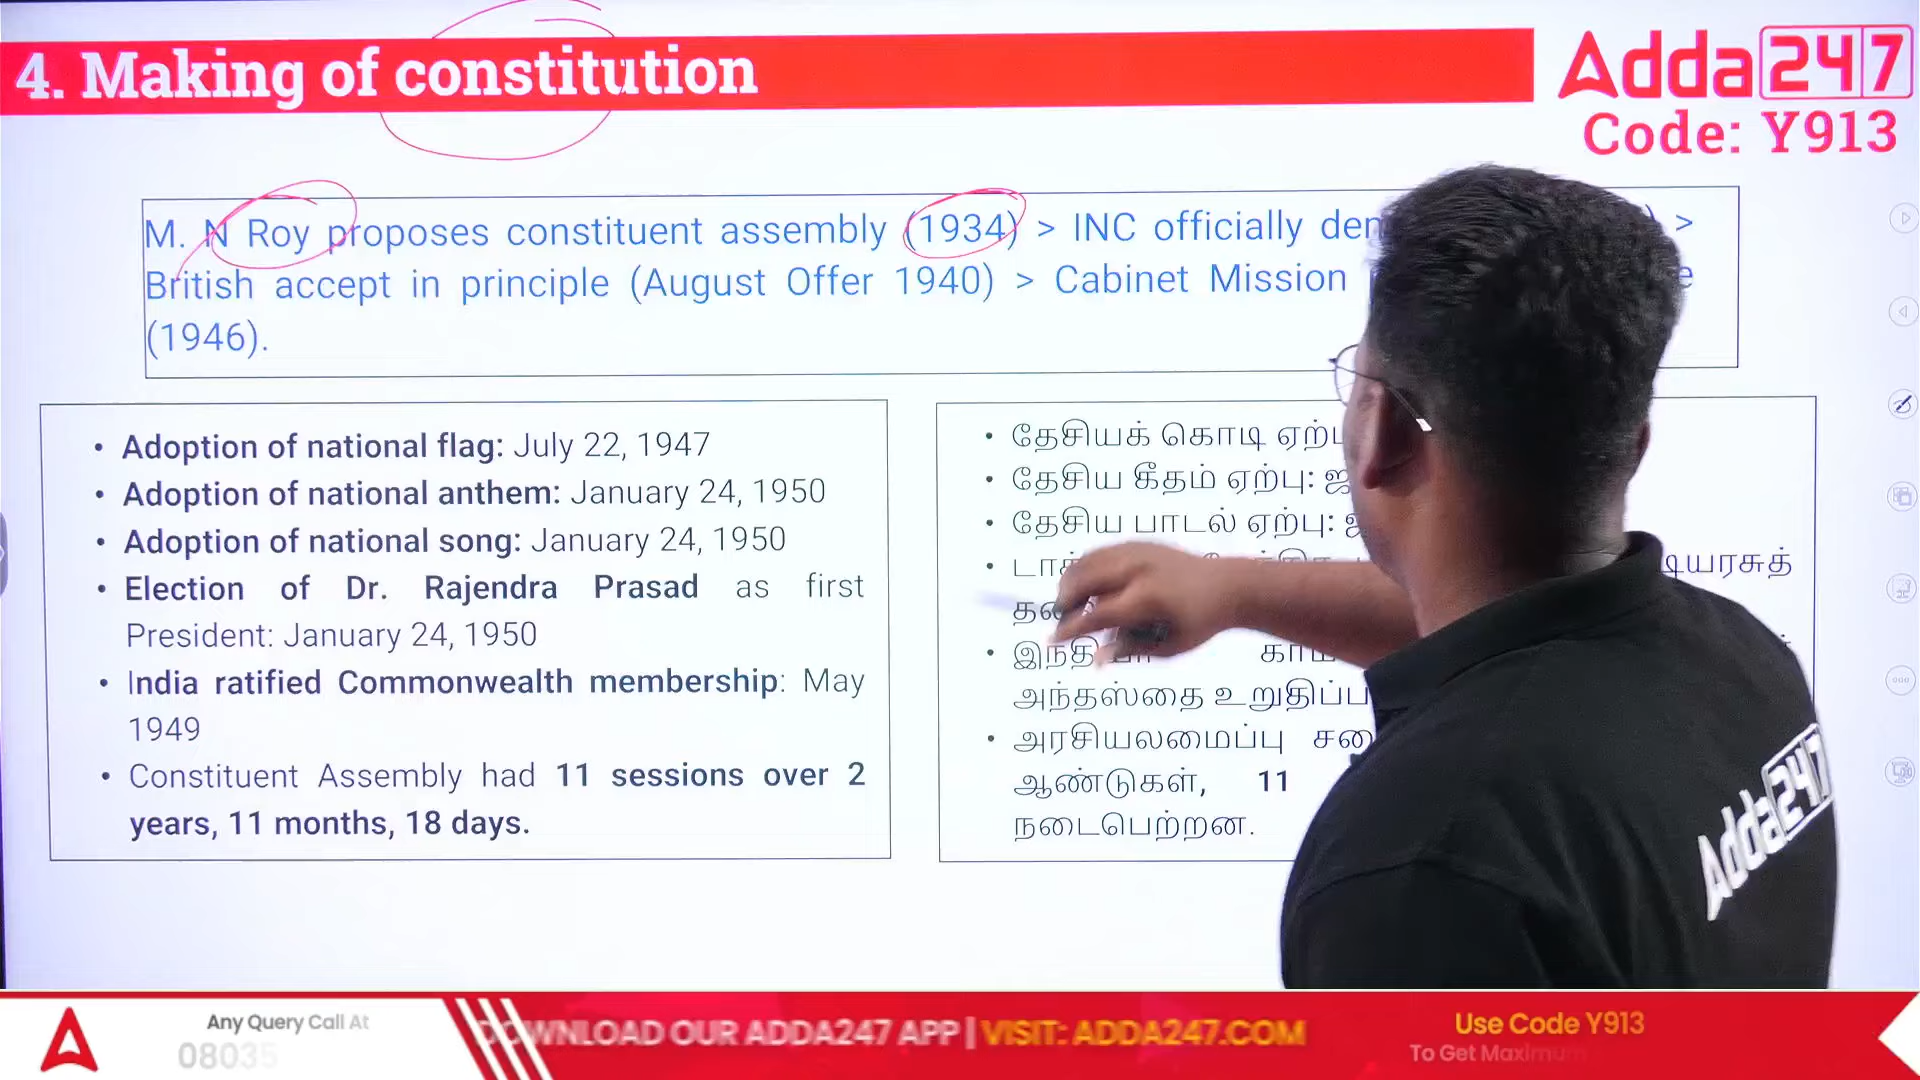 4. Making of constitution
Adda247
Code: Y913
M. N Roy proposes constituent assembly (1934) > INC officially >
British accept in principle (August Offer 1940) > Cabinet Mission
(1946).
• Adoption of national flag: July 22, 1947
• Adoption of national anthem: January 24, 1950
• Adoption of national song: January 24, 1950
• Election of Dr. Rajendra Prasad as first
President: January 24, 1950
• India ratified Commonwealth membership: May
1949
• Constituent Assembly had 11 sessions over 2
years, 11 months, 18 days.
• தேசியக் கொடி
• தேசிய கீதம் ஏற்பு:
• தேசிய பாடல் ஏற்பு:
அந்தஸ்தை
• அரசியலமைப்பு
ஆண்டுகள், 11
நடைபெற்றன.
Adda247
Any Query Call At
08035
DOWNLOAD OUR ADDA247 APP | VISIT: ADDA247.COM
Use Code Y913
To Get Maximum